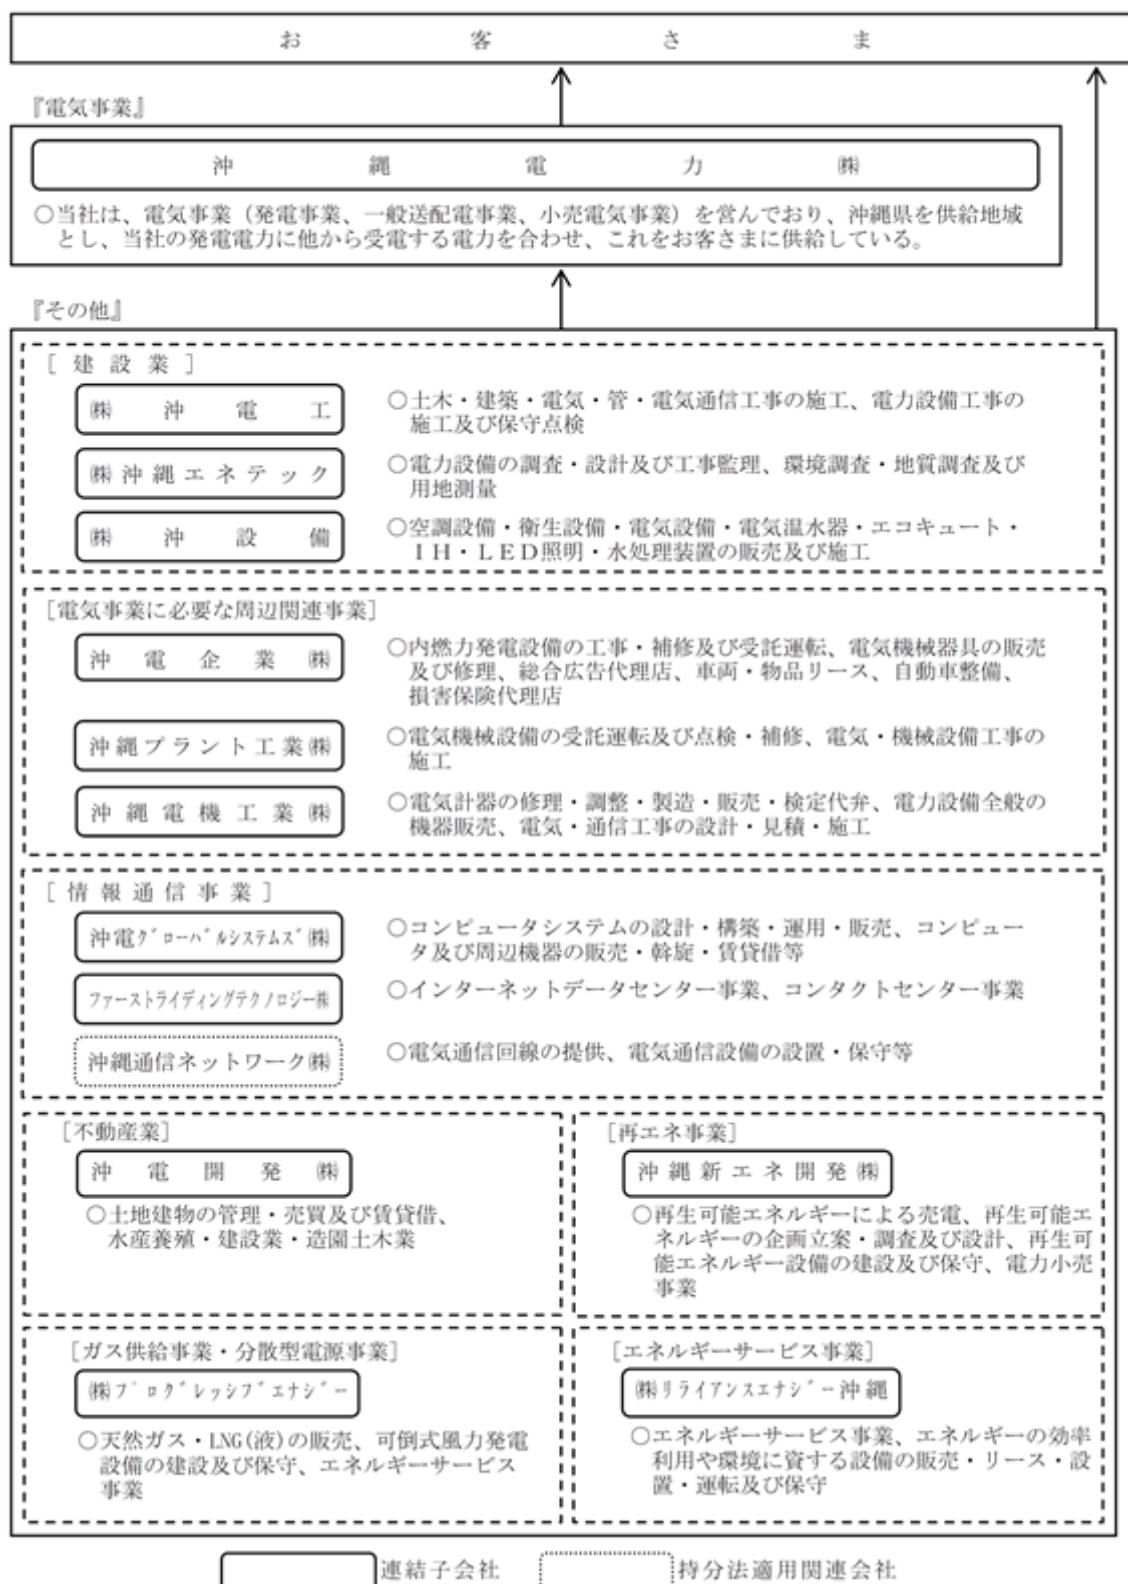 お客さま
『電気事業』
沖縄電力㈱
○当社は、電気事業（発電事業、一般送配電事業、小売電気事業）を営んでおり、沖縄県を供給地域
とし、当社の発電電力に他から受電する電力を合わせ、これをお客さまに供給している。
『その他』
［建設業］
㈱沖電工
○土木・建築・電気・管・電気通信工事の施工、電力設備工事の
施工及び保守点検
㈱沖縄エネテック
○電力設備の調査・設計及び工事監理、環境調査・地質調査及び
用地測量
㈱沖設備
○空調設備・衛生設備・電気設備・電気温水器・エコキュート・
ＩＨ・ＬＥＤ照明・水処理装置の販売及び施工
［電気事業に必要な周辺関連事業］
沖電企業㈱
○内燃力発電設備の工事・補修及び受託運転、電気機械器具の販売
及び修理、総合広告代理店、車両・物品リース、自動車整備、
損害保険代理店
沖縄プラント工業㈱
○電気機械設備の受託運転及び点検・補修、電気・機械設備工事の
施工
沖縄電機工業㈱
○電気計器の修理・調整・製造・販売・検定代弁、電力設備全般の
機器販売、電気・通信工事の設計・見積・施工
［情報通信事業］
沖電ｸﾞﾛｰﾊﾞﾙｼｽﾃﾑｽﾞ㈱
○コンピュータシステムの設計・構築・運用・販売、コンピュー
タ及び周辺機器の販売・斡旋・賃貸借等
ファーストライディングテクノロジー㈱
○インターネットデータセンター事業、コンタクトセンター事業
沖縄通信ネットワーク㈱
○電気通信回線の提供、電気通信設備の設置・保守等
［不動産業］
沖電開発㈱
○土地建物の管理・売買及び賃貸借、
水産養殖・建設業・造園土木業
［再エネ事業］
沖縄新エネ開発㈱
○再生可能エネルギーによる売電、再生可能エ
ネルギーの企画立案・調査及び設計、再生可
能エネルギー設備の建設及び保守、電力小売
事業
［ガス供給事業・分散型電源事業］
㈱ﾌﾟﾛｸﾞﾚｯｼﾌﾞｴﾅｼﾞｰ
○天然ガス・LNG(液)の販売、可倒式風力発電
設備の建設及び保守、エネルギーサービス
事業
［エネルギーサービス事業］
㈱ﾘﾗｲｱﾝｽｴﾅｼﾞｰ沖縄
○エネルギーサービス事業、エネルギーの効率
利用や環境に資する設備の販売・リース・設
置・運転及び保守
連結子会社
持分法適用関連会社